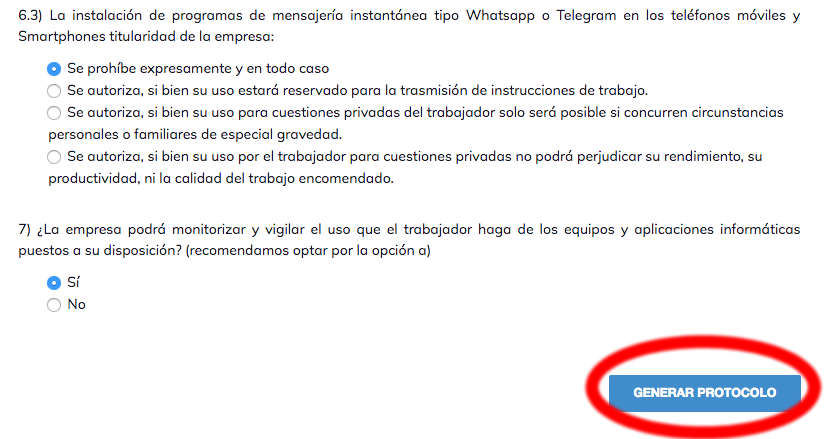 6.3) La instalación de programas de mensajería instantánea tipo Whatsapp o Telegram en los teléfonos móviles y
Smartphones titularidad de la empresa:
Se prohíbe expresamente y en todo caso
Se autoriza, si bien su uso estará reservado para la trasmisión de instrucciones de trabajo.
Se autoriza, si bien su uso para cuestiones privadas del trabajador solo será posible si concurren circunstancias
personales o familiares de especial gravedad.
Se autoriza, si bien su uso por el trabajador para cuestiones privadas no podrá perjudicar su rendimiento, su
productividad, ni la calidad del trabajo encomendado.
7) ¿La empresa podrá monitorizar y vigilar el uso que el trabajador haga de los equipos y aplicaciones informáticas
puestos a su disposición? (recomendamos optar por la opción a)
Sí
No
GENERAR PROTOCOLO